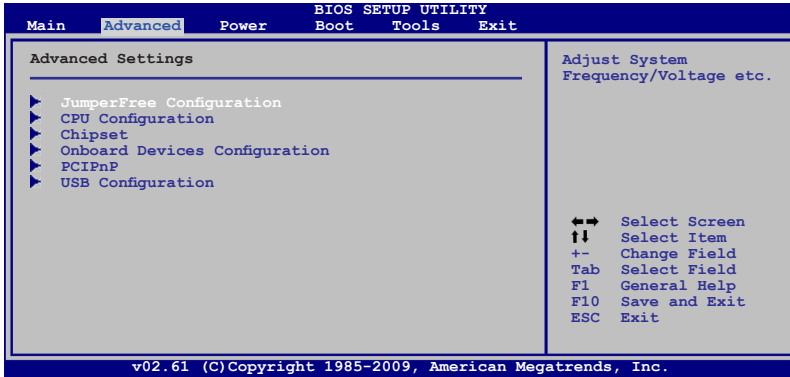 BIOS SETUP UTILITY
Main Advanced Power Boot Tools Exit
Advanced Settings
JumperFree Configuration
CPU Configuration
Chipset
Onboard Devices Configuration
PCIPnP
USB Configuration
Adjust System
Frequency/Voltage etc.
←→ Select Screen
↑↓ Select Item
+- Change Field
Tab Select Field
F1 General Help
F10 Save and Exit
ESC Exit
v02.61 (C)Copyright 1985-2009, American Megatrends, Inc.